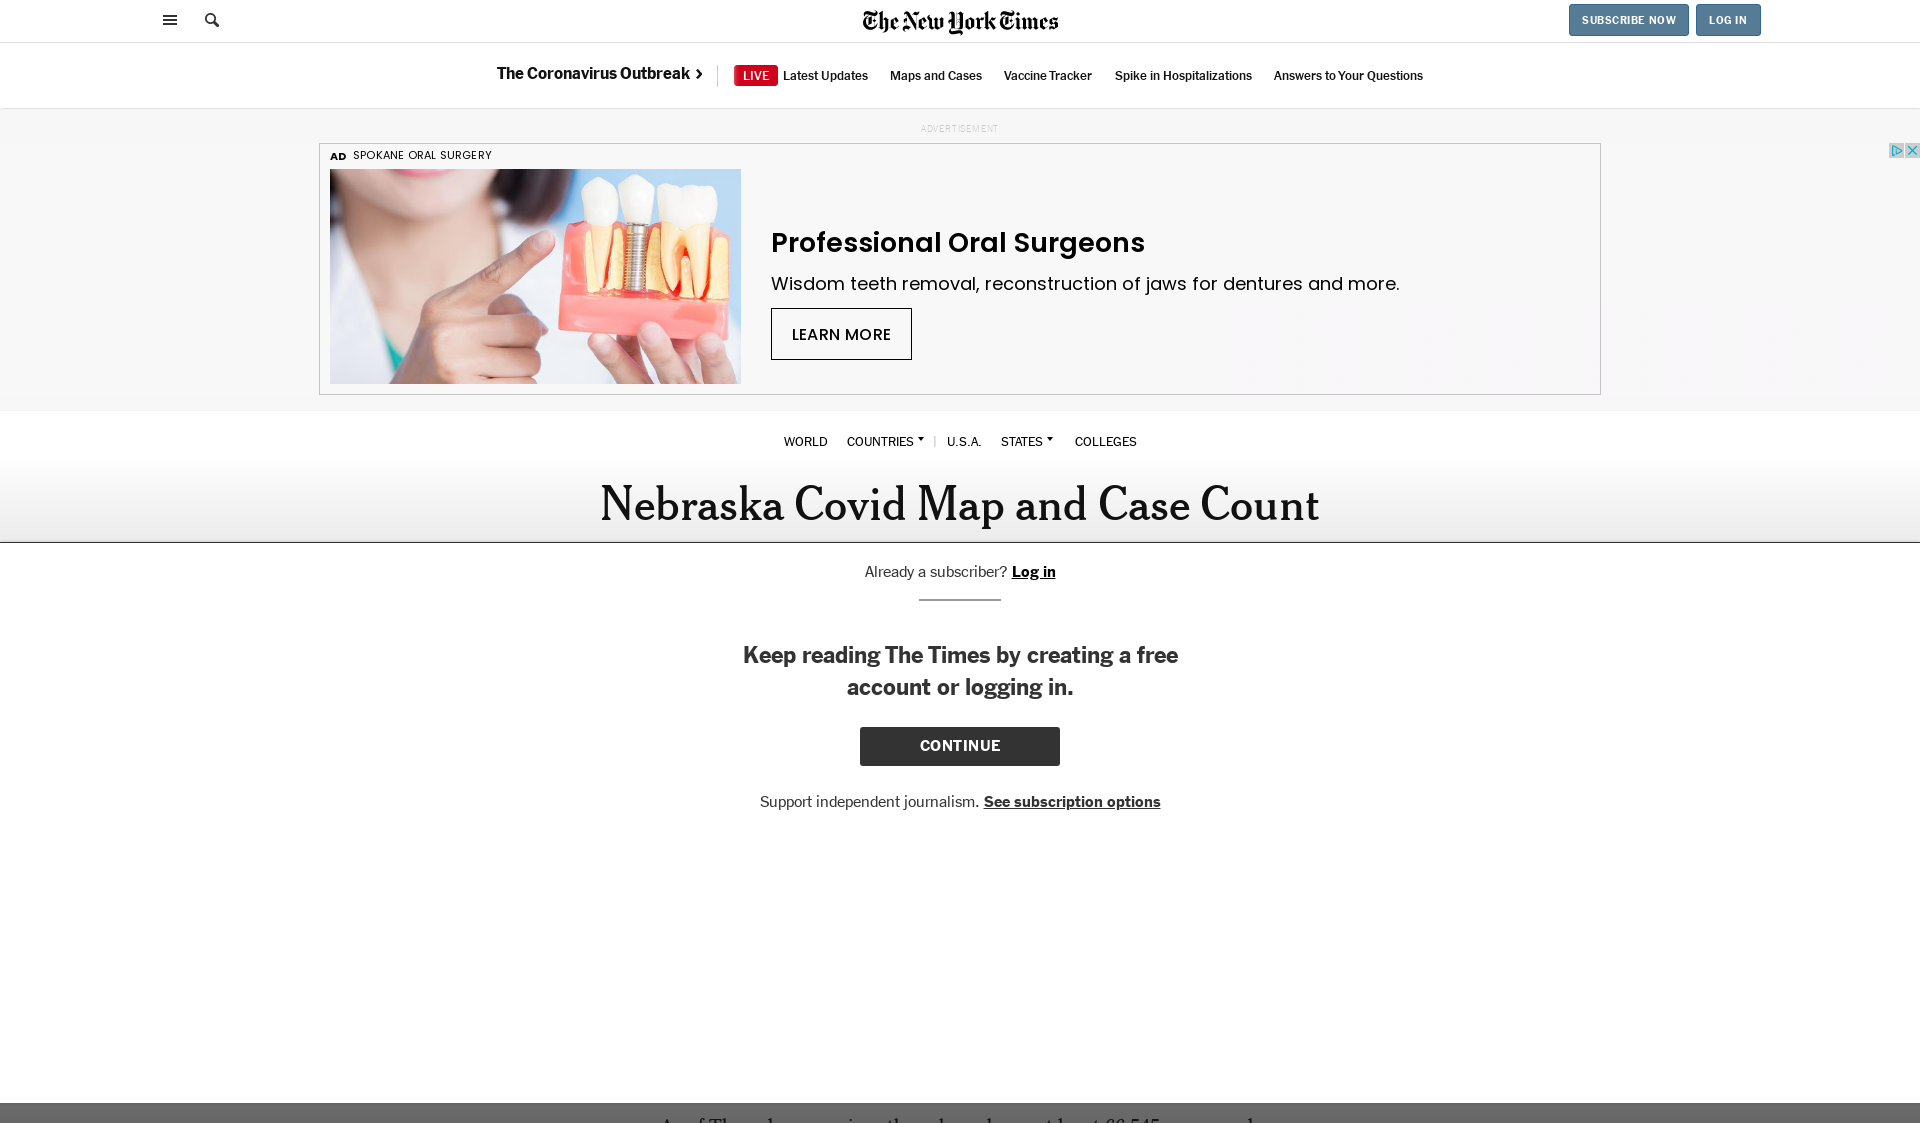 The New York Times
SUBSCRIBE NOW
LOG IN
The Coronavirus Outbreak
LIVE Latest Updates
Maps and Cases
Vaccine Tracker
Spike in Hospitalizations
Answers to Your Questions
ADVERTISEMENT
AD SPOKANE ORAL SURGERY
Professional Oral Surgeons
Wisdom teeth removal, reconstruction of jaws for dentures and more.
LEARN MORE
WORLD
COUNTRIES
U.S.A.
STATES
COLLEGES
Nebraska Covid Map and Case Count
Already a subscriber? Log in
Keep reading The Times by creating a free
account or logging in.
CONTINUE
Support independent journalism. See subscription options